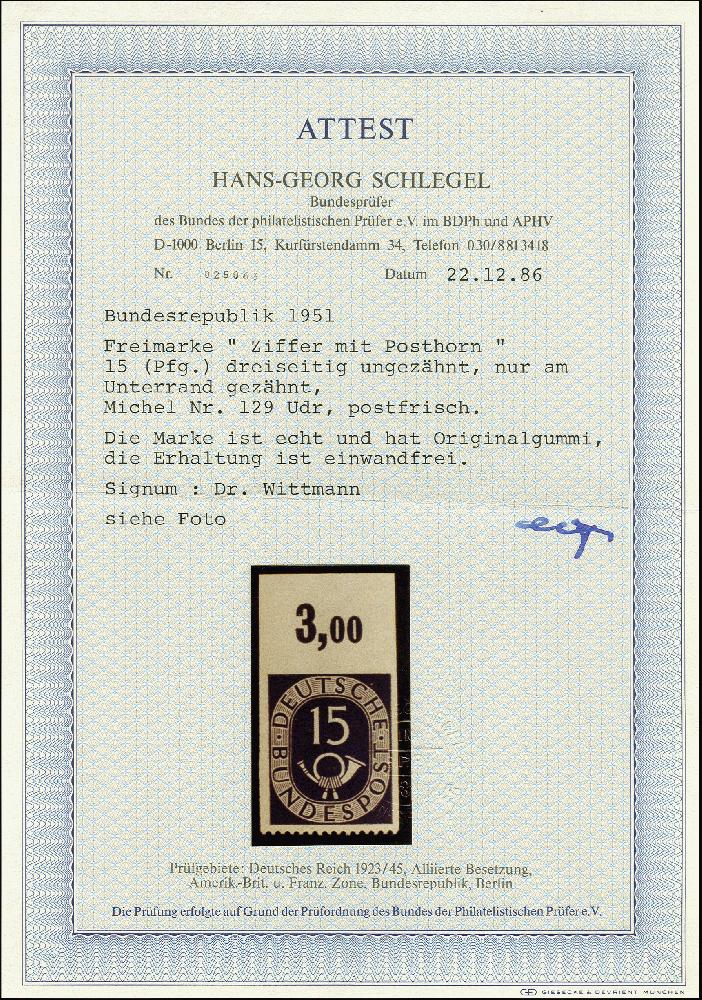 ATTEST
HANS-GEORG SCHLEGEL
Bundesprüfer
des Bundes der philatelistischen Prüfer e.V. im BDPh und APHV
D-1000 Berlin 15, Kurfürstendamm 34, Telefon 030/8813418
Nr. Datum 22.12.86
Bundesrepublik 1951
Freimarke " Ziffer mit Posthorn "
15 (Pfg.) dreiseitig ungezähnt, nur am
Unterrand gezähnt,
Michel Nr. 129 Udr, postfrisch.
Die Marke ist echt und hat Originalgummi,
die Erhaltung ist einwandfrei.
Signum : Dr. Wittmann
siehe Foto
3,00
DEUTSCHE
15
BUNDESPOST
Prüfgebiete: Deutsches Reich 1923/45, Alliierte Besetzung,
Amerik.-Brit. u. Franz. Zone, Bundesrepublik, Berlin
Die Prüfung erfolgte auf Grund der Prüfordnung des Bundes der Philatelistischen Prüfer e.V.
GIESECKE & DEVRIENT MÜNCHEN